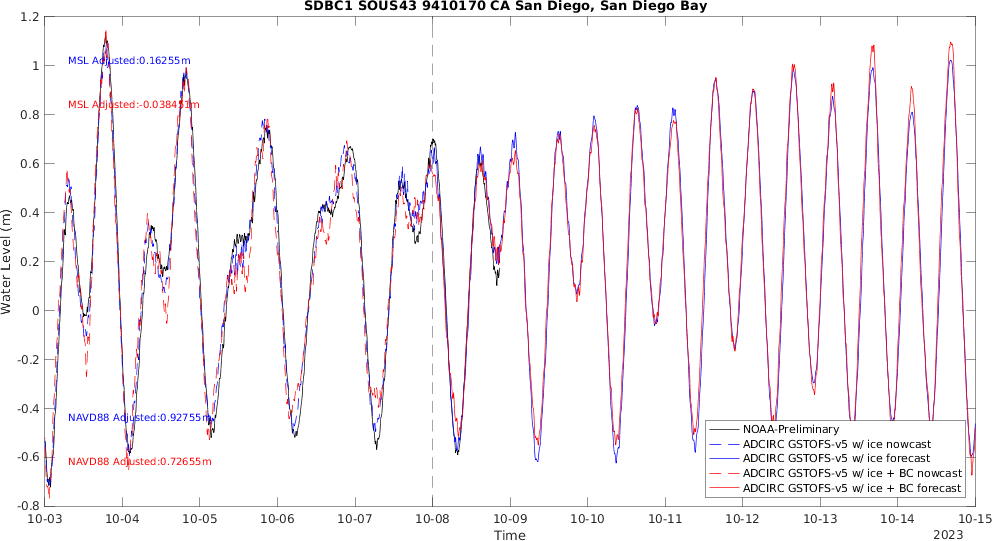 SDBC1 SOUS43 9410170 CA San Diego, San Diego Bay
1.2
1
0.8
0.6
0.4
0.2
0
-0.2
-0.4
-0.6
-0.8
Water Level (m)
MSL Adjusted:0.16255m
MSL Adjusted:-0.038451m
NAVD88 Adjusted:0.92755m
NAVD88 Adjusted:0.72655m
NOAA-Preliminary
ADCIRC GSTOFS-v5 w/ ice nowcast
ADCIRC GSTOFS-v5 w/ ice forecast
ADCIRC GSTOFS-v5 w/ ice + BC nowcast
ADCIRC GSTOFS-v5 w/ ice + BC forecast
10-03 10-04 10-05 10-06 10-07 10-08 10-09 10-10 10-11 10-12 10-13 10-14 10-15
Time
2023